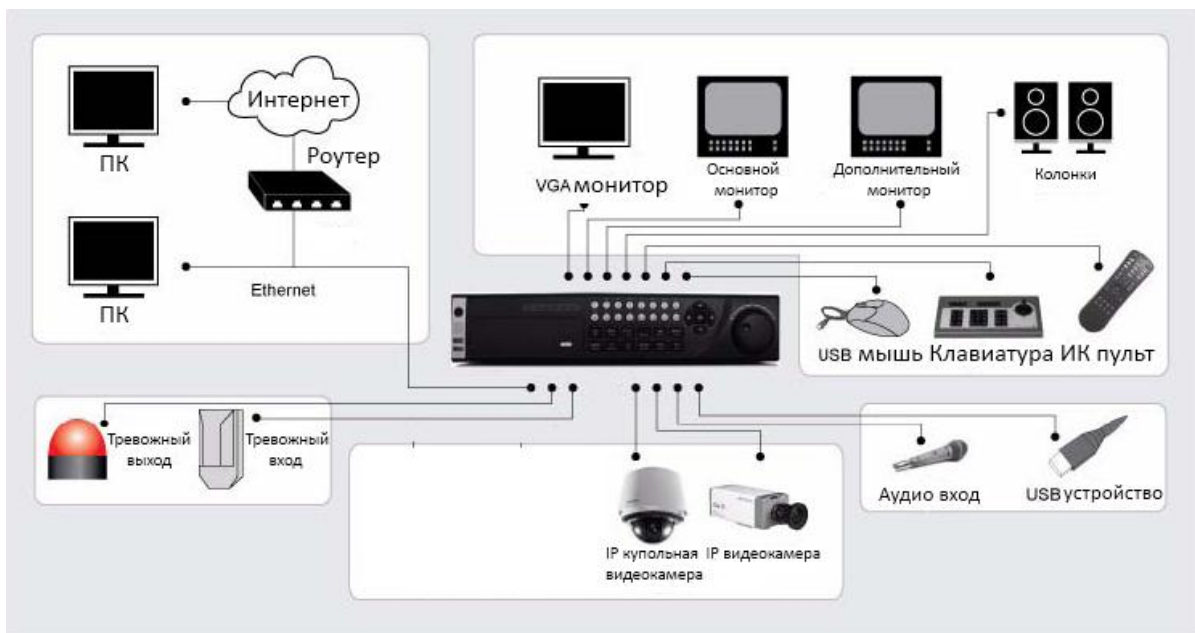 Интернет
ПК
Роутер
ПК
Ethernet
VGA монитор
Основной
монитор
Дополнительный
монитор
Колонки
USB мышь Клавиатура ИК пульт
Тревожный
выход
Тревожный
вход
IP купольная
видеокамера
IP видеокамера
Аудио вход
USB устройство